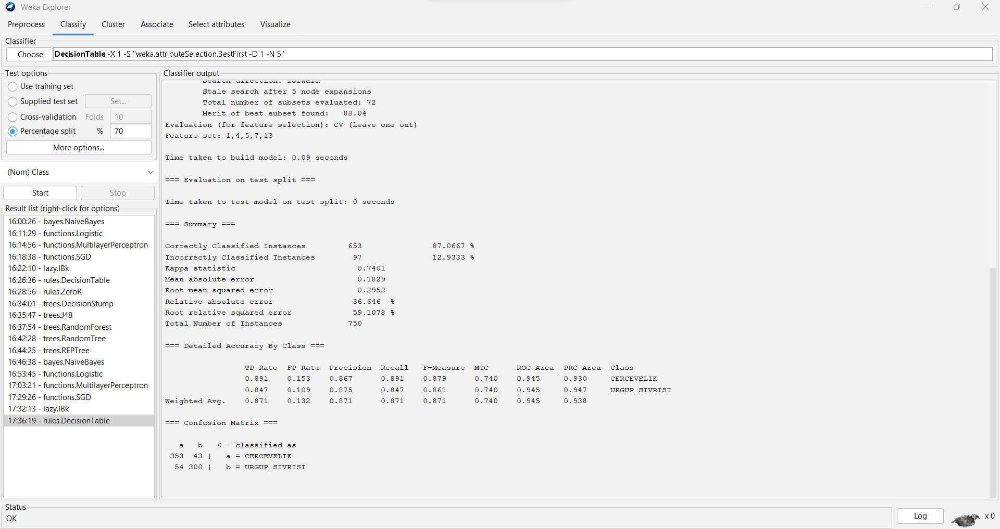 Weka Explorer
Preprocess Classify Cluster Associate Select attributes Visualize
Classifier
Choose DecisionTable -X 1 -S "weka.attributeSelection.BestFirst -D 1 -N 5"
Test options
Use training set
Supplied test set Set...
Cross-validation Folds 10
Percentage split % 70
More options...
(Nom) Class
Start Stop
Result list (right-click for options)
16:00:26 - bayes.NaiveBayes
16:11:29 - functions.Logistic
16:14:56 - functions.MultilayerPerceptron
16:18:38 - functions.SGD
16:22:10 - lazy.IBk
16:26:36 - rules.DecisionTable
16:28:56 - rules.ZeroR
16:34:01 - trees.DecisionStump
16:35:47 - trees.J48
16:37:54 - trees.RandomForest
16:42:28 - trees.RandomTree
16:44:25 - trees.REPTree
16:46:38 - bayes.NaiveBayes
16:53:45 - functions.Logistic
17:03:21 - functions.MultilayerPerceptron
17:29:26 - functions.SGD
17:32:13 - lazy.IBk
17:36:19 - rules.DecisionTable
Classifier output
Search direction: forward
Stale search after 5 node expansions
Total number of subsets evaluated: 72
Merit of best subset found: 88.04
Evaluation (for feature selection): CV (leave one out)
Feature set: 1,4,5,7,13
Time taken to build model: 0.09 seconds
=== Evaluation on test split ===
Time taken to test model on test split: 0 seconds
=== Summary ===
Correctly Classified Instances 653 87.0667 %
Incorrectly Classified Instances 97 12.9333 %
Kappa statistic 0.7401
Mean absolute error 0.1829
Root mean squared error 0.2952
Relative absolute error 36.646 %
Root relative squared error 59.1078 %
Total Number of Instances 750
=== Detailed Accuracy By Class ===
TP Rate FP Rate Precision Recall F-Measure MCC ROC Area PRC Area Class
0.891 0.153 0.867 0.891 0.879 0.740 0.945 0.930 CERCEVELIK
0.847 0.109 0.875 0.847 0.861 0.740 0.945 0.947 URGUP_SIVRISI
Weighted Avg. 0.871 0.132 0.871 0.871 0.871 0.740 0.945 0.938
=== Confusion Matrix ===
a b <-- classified as
353 43 | a = CERCEVELIK
54 300 | b = URGUP_SIVRISI
Status
OK
Log x 0